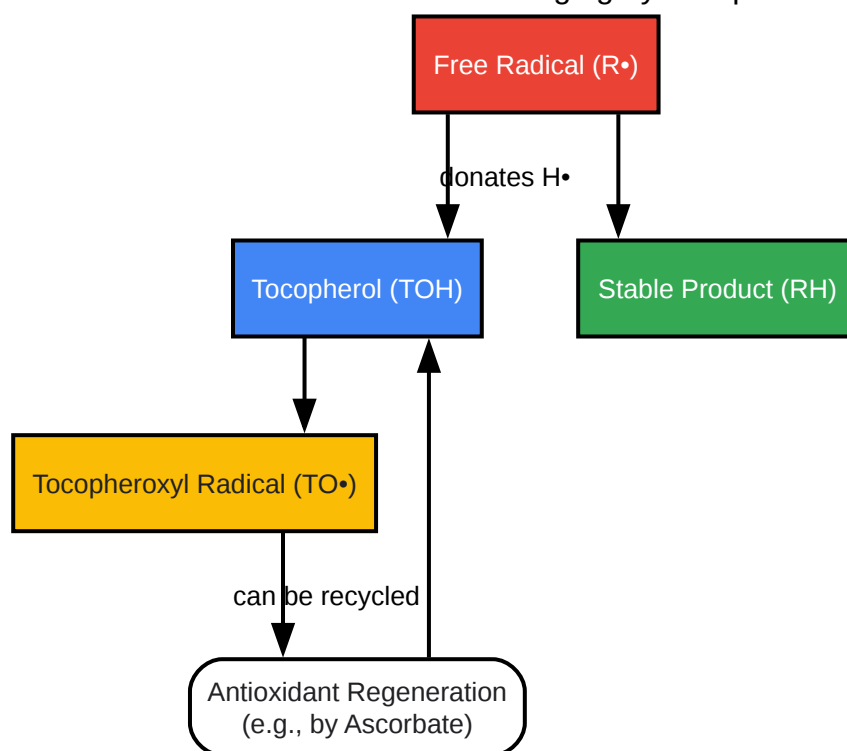 Free Radical (R•)
donates H•
Tocopherol (TOH)
Stable Product (RH)
Tocopheroxyl Radical (TO•)
can be recycled
Antioxidant Regeneration
(e.g., by Ascorbate)